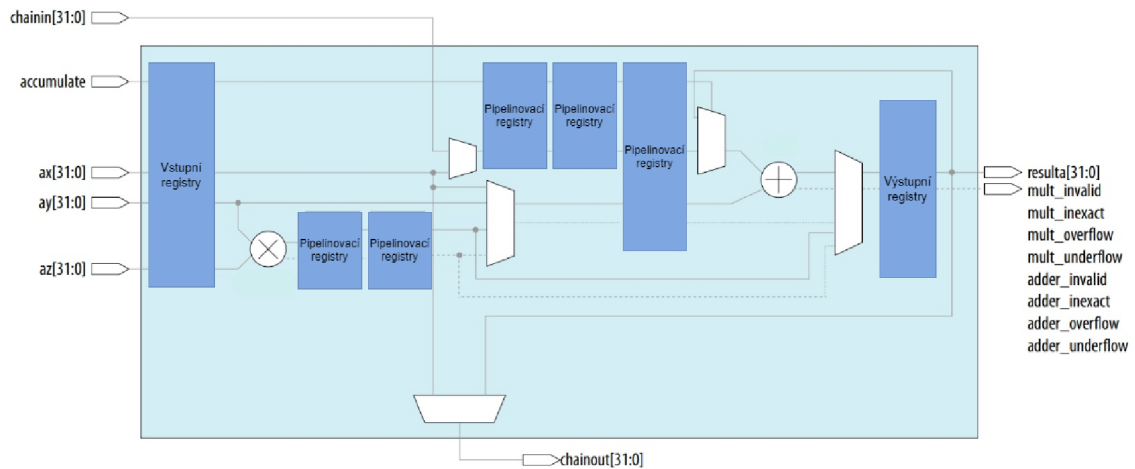 chainin[31:0]
accumulate
ax[31:0]
ay[31:0]
az[31:0]
Vstupní
registry
Pipelinovací
registry
Pipelinovací
registry
Pipelinovací
registry
Pipelinovací
registry
Pipelinovací
registry
Výstupní
registry
resulta[31:0]
mult_invalid
mult_inexact
mult_overflow
mult_underflow
adder_invalid
adder_inexact
adder_overflow
adder_underflow
chainout[31:0]